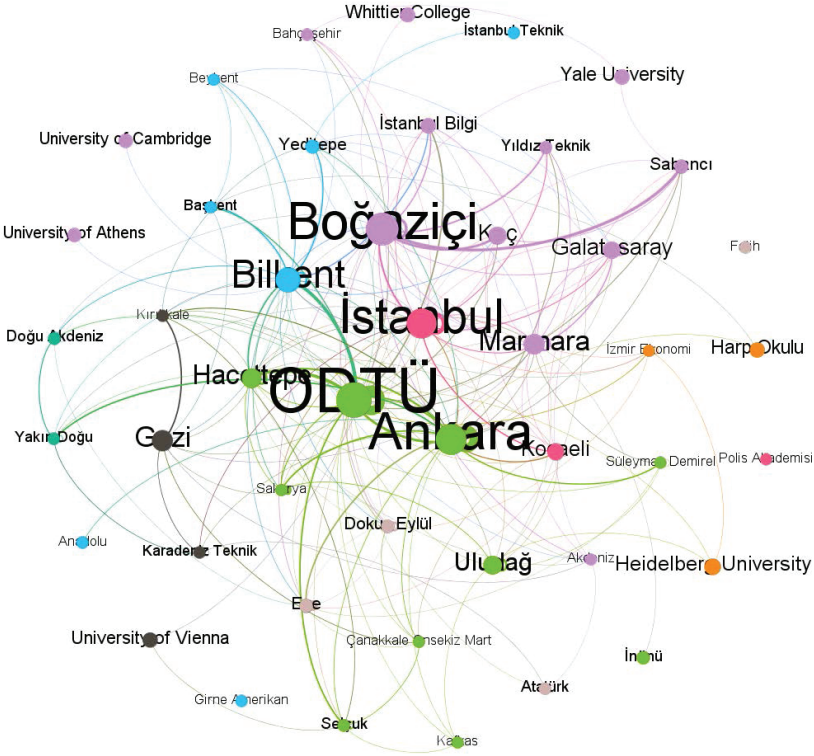 Whittier College
Bahçeşehir
İstanbul Teknik
Beykent
Yale University
University of Cambridge
Yeditepe
İstanbul Bilgi
Yıldız Teknik
Sabancı
Başkent
University of Athens
Boğaziçi
Koç
Galatasaray
Fatih
Bilkent
Kırıkkale
İstanbul
Doğu Akdeniz
Marmara
İzmir Ekonomi
Harp Okulu
Hacettepe
ODTÜ
Yakın Doğu
Gazi
Ankara
Kocaeli
Süleyman Demirel
Polis Akademisi
Sakarya
Dokuz Eylül
Anadolu
Karadeniz Teknik
Uludağ
Akdeniz
Heidelberg University
Ege
University of Vienna
Çanakkale Onsekiz Mart
İnönü
Atatürk
Girne Amerikan
Selçuk
Kafkas